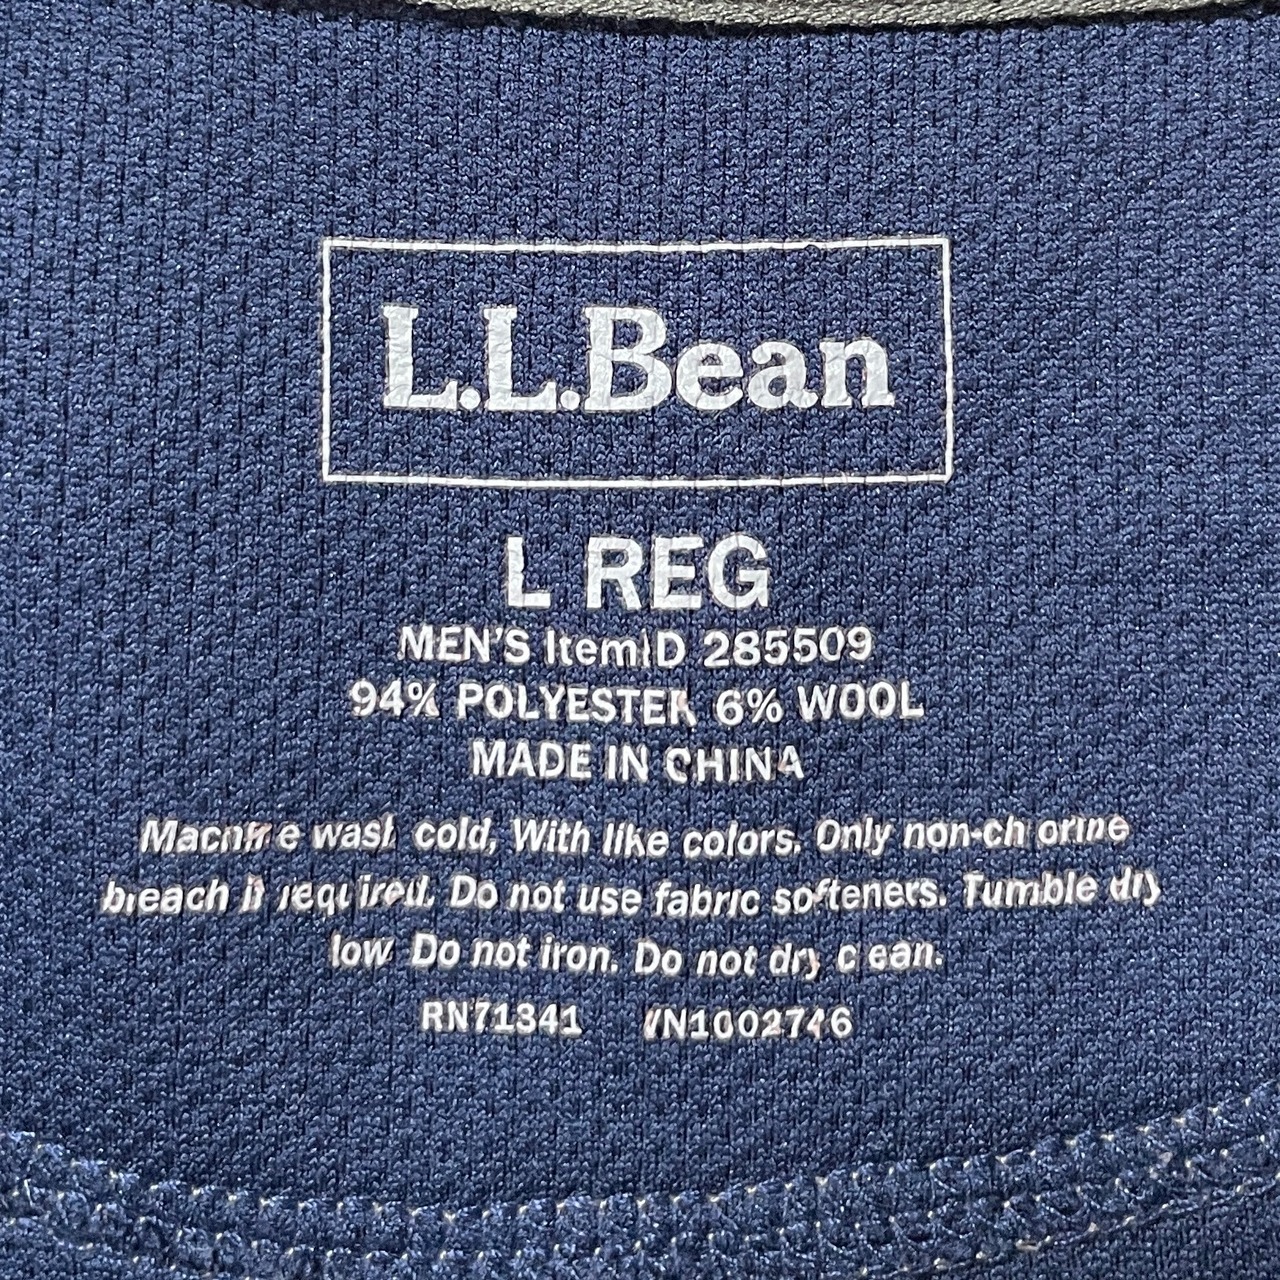 L.L.Bean
L REG
MEN'S ItemID 285509
94% POLYESTER 6% WOOL
MADE IN CHINA
Machine wash cold, With like colors. Only non-chlorine
bleach if required. Do not use fabric softeners. Tumble dry
low Do not iron. Do not dry clean.
RN71341 VN1002746